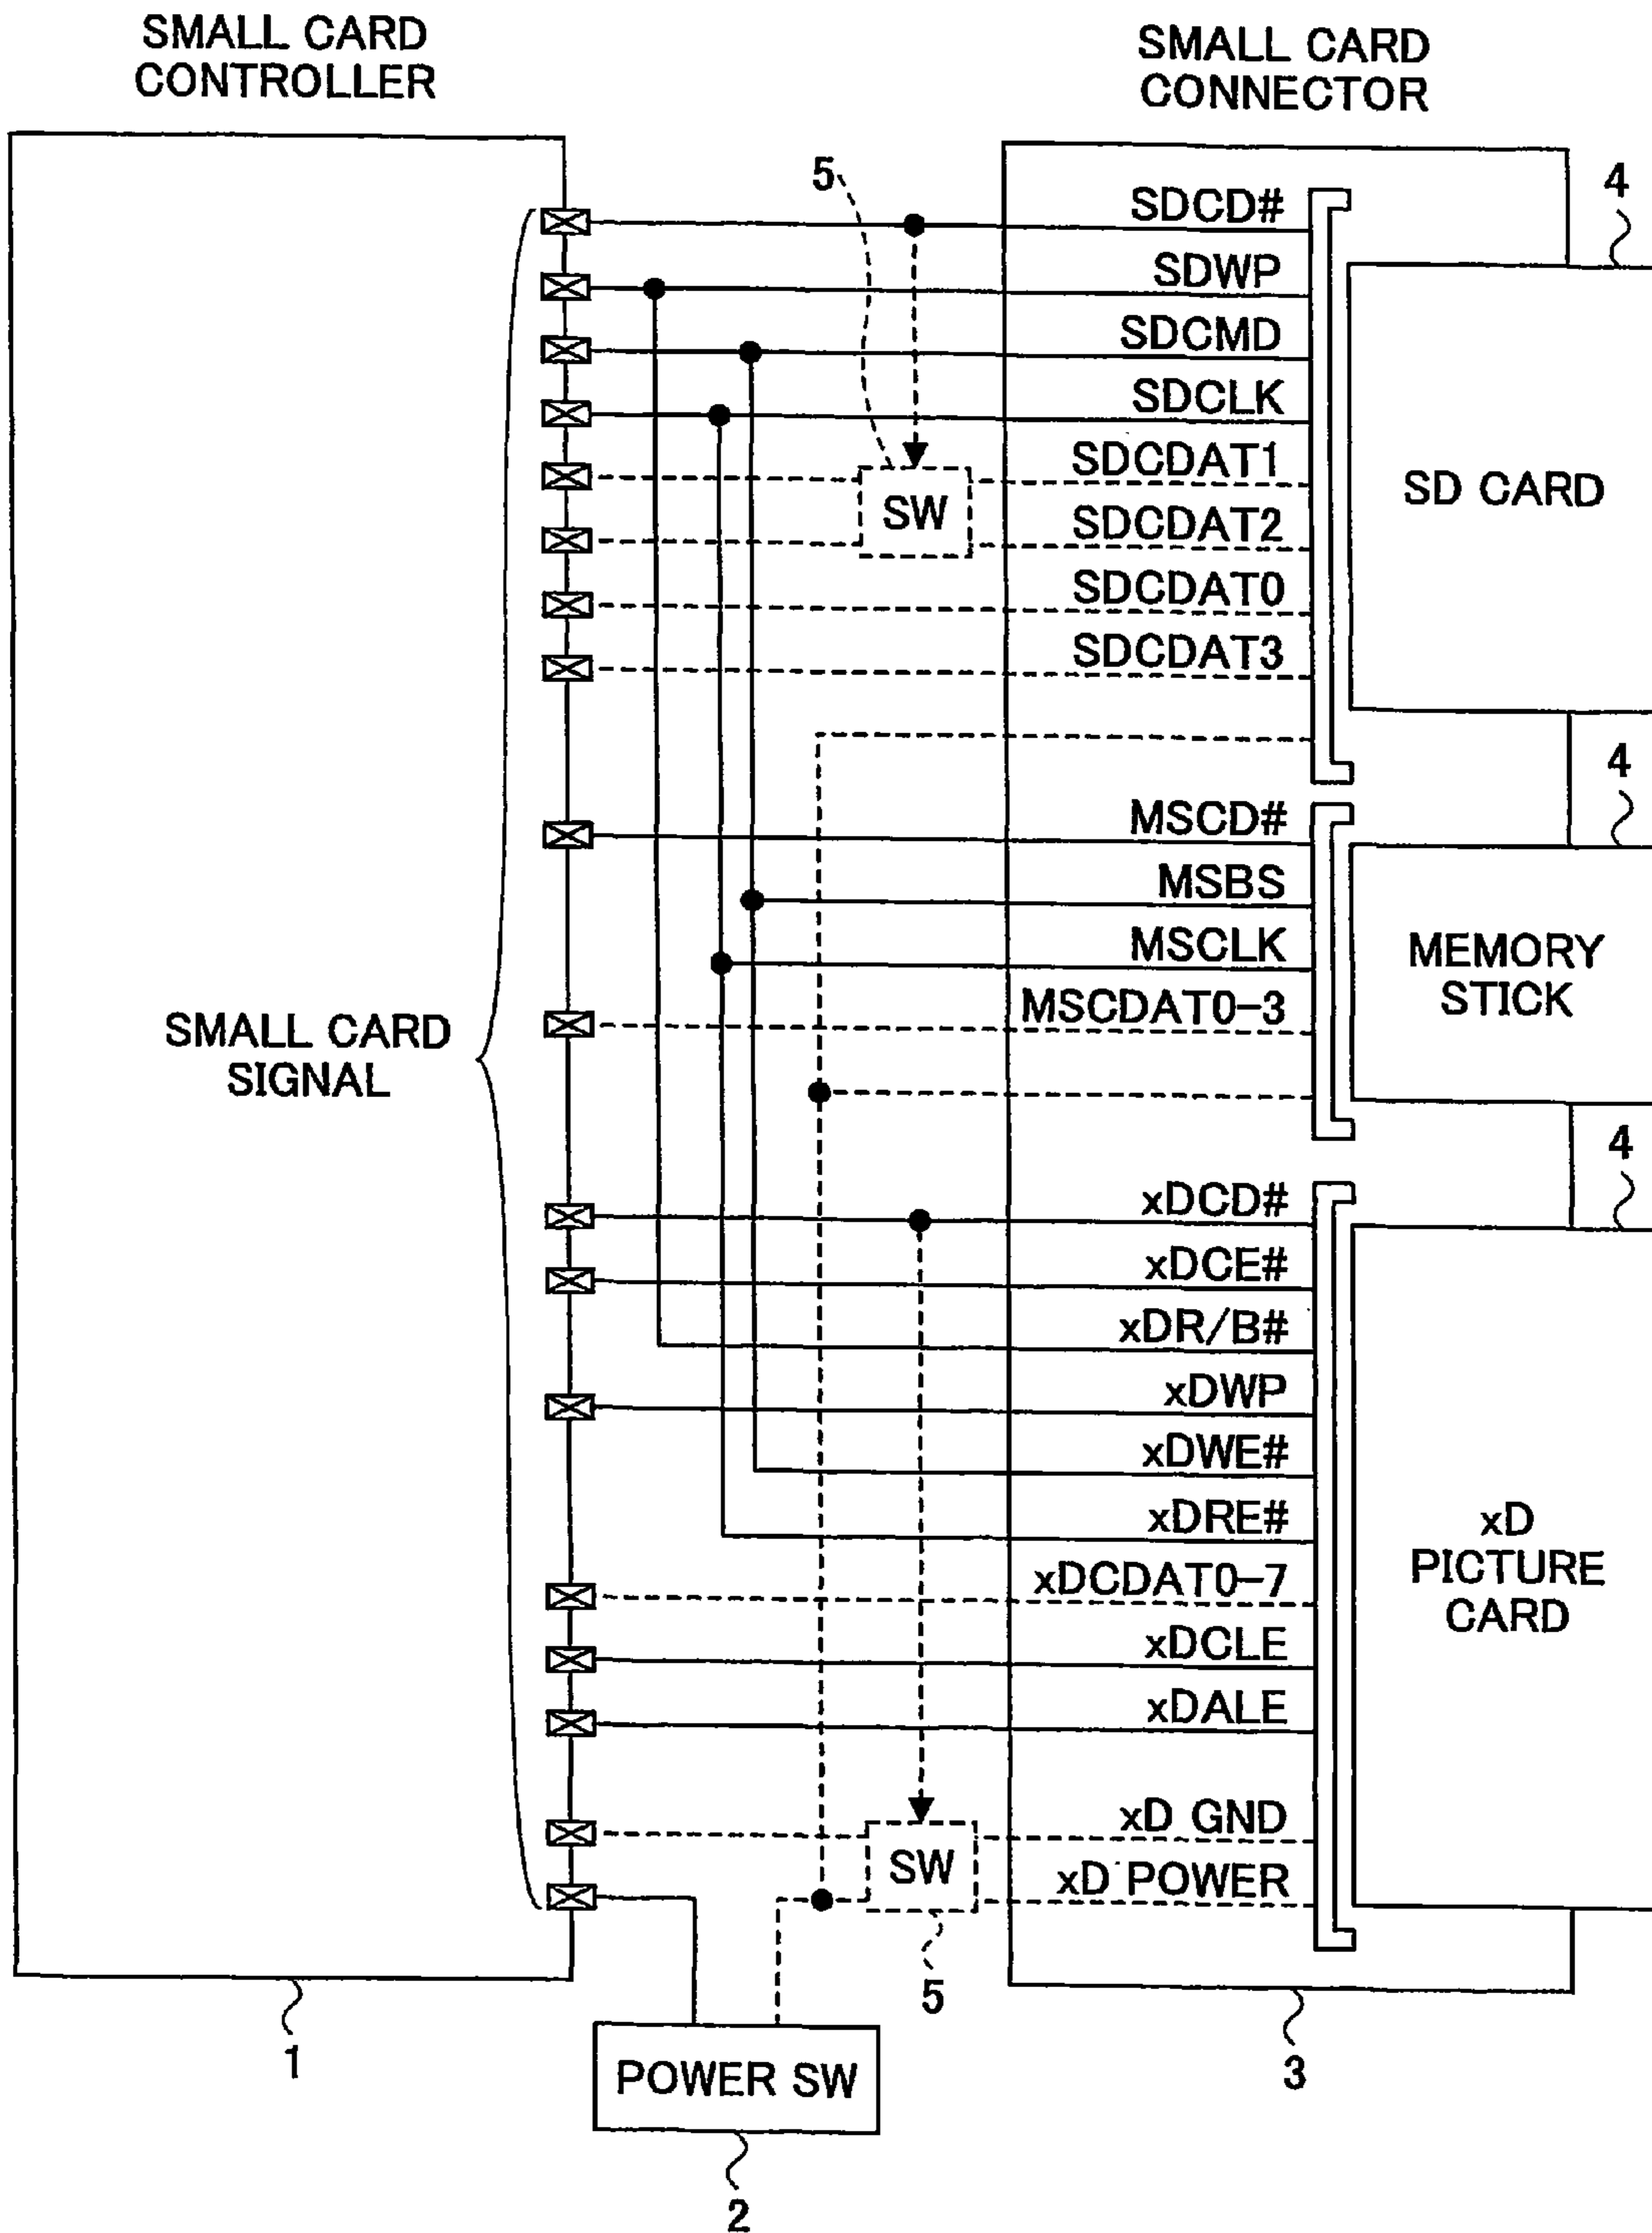 SMALL CARD
CONTROLLER
SMALL CARD
CONNECTOR
5
4
SDCD#
SDWP
SDCMD
SDCLK
SDCDAT1
SW
SDCDAT2
SDCDAT0
SDCDAT3
SD CARD
4
MSCD#
MSBS
MSCLK
MSCDAT0-3
MEMORY
STICK
SMALL CARD
SIGNAL
4
xDCD#
xDCE#
xDR/B#
xDWP
xDWE#
xDRE#
xDCDAT0-7
xDCLE
xDALE
xD
PICTURE
CARD
xD GND
SW
xD POWER
5
1
POWER SW
3
2